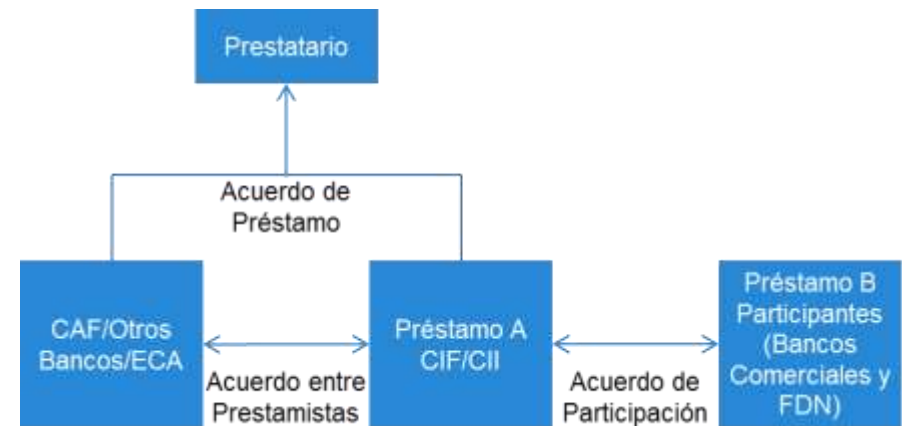 Prestatario
Acuerdo de
Préstamo
CAF/Otros
Bancos/ECA
Acuerdo entre
Prestamistas
Préstamo A
CIF/CII
Acuerdo de
Participación
Préstamo B
Participantes
(Bancos
Comerciales y
FDN)